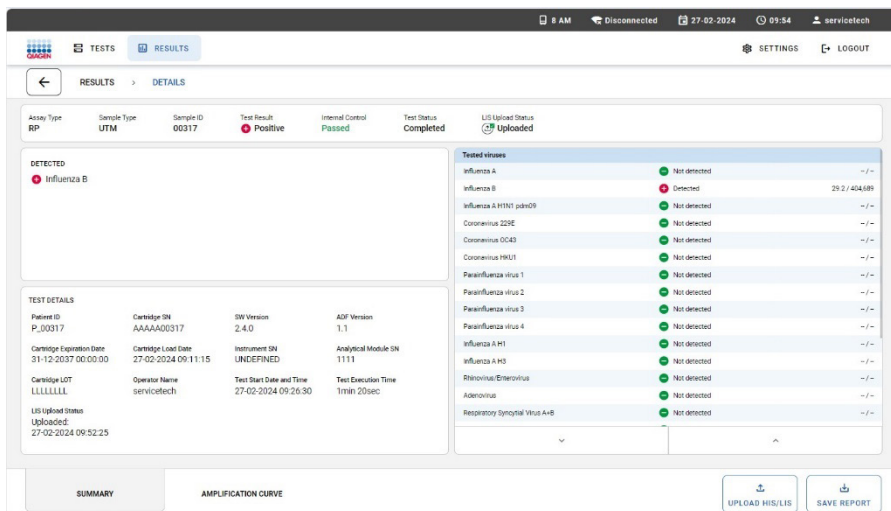 8 AM Disconnected 27-02-2024 09:54 servicetech
QIAGEN TESTS RESULTS SETTINGS LOGOUT
RESULTS > DETAILS
Assay Type Sample Type Sample ID Test Result Internal Control Test Status LIS Upload Status
RP UTM 00317 Positive Passed Completed Uploaded
DETECTED
Influenza B
TEST DETAILS
Patient ID Cartridge SN SW Version ADF Version
P_00317 AAAAA00317 2.4.0 1.1
Cartridge Expiration Date Cartridge Load Date Instrument SN Analytical Module SN
31-12-2037 00:00:00 27-02-2024 09:11:15 UNDEFINED 1111
Cartridge LOT Operator Name Test Start Date and Time Test Execution Time
LLLLLLLL servicetech 27-02-2024 09:26:30 1min 20sec
LIS Upload Status
Uploaded:
27-02-2024 09:52:25
Tested viruses
Influenza A Not detected – / –
Influenza B Detected 29.2 / 404,689
Influenza A H1N1 pdm09 Not detected – / –
Coronavirus 229E Not detected – / –
Coronavirus OC43 Not detected – / –
Coronavirus HKU1 Not detected – / –
Parainfluenza virus 1 Not detected – / –
Parainfluenza virus 2 Not detected – / –
Parainfluenza virus 3 Not detected – / –
Parainfluenza virus 4 Not detected – / –
Influenza A H1 Not detected – / –
Influenza A H3 Not detected – / –
Rhinovirus/Enterovirus Not detected – / –
Adenovirus Not detected – / –
Respiratory Syncytial Virus A+B Not detected – / –
SUMMARY AMPLIFICATION CURVE UPLOAD HIS/LIS SAVE REPORT